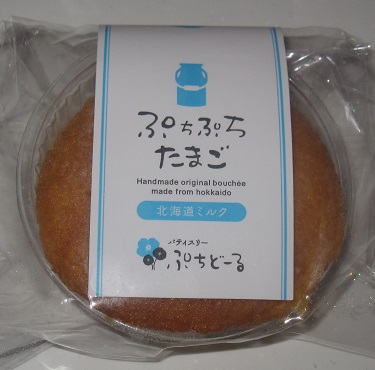 ぷちぷち
たまご
Handmade original bouchée
made from hokkaido
北海道ミルク
パティスリー
ぷちどーる